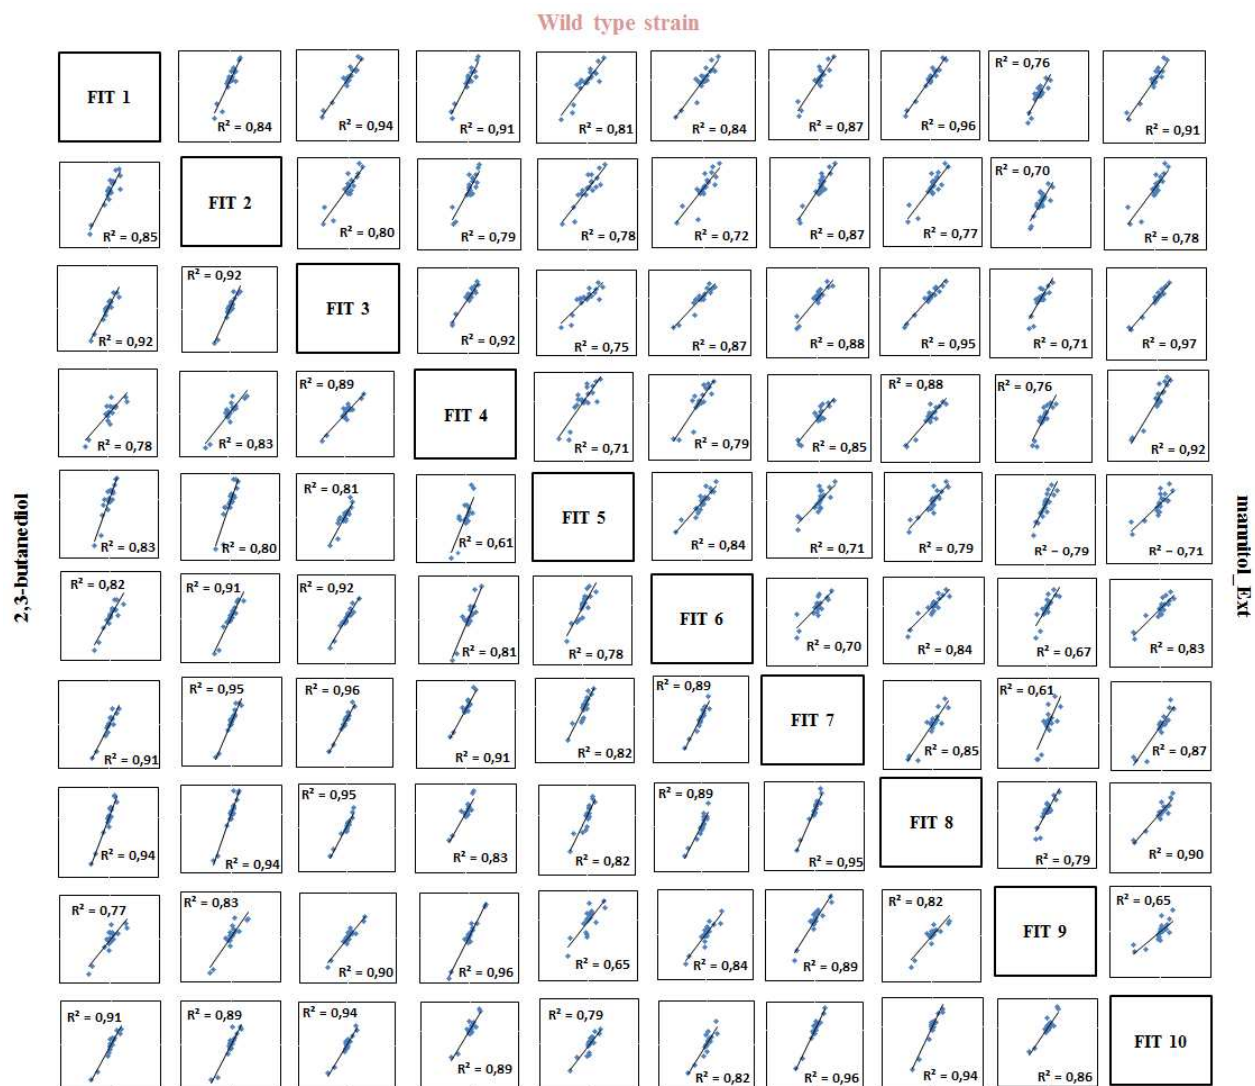 Wild type strain
FIT 1
R² = 0,84
R² = 0,94
R² = 0,91
R² = 0,81
R² = 0,84
R² = 0,87
R² = 0,96
R² = 0,76
R² = 0,91
R² = 0,85
FIT 2
R² = 0,80
R² = 0,79
R² = 0,78
R² = 0,72
R² = 0,87
R² = 0,77
R² = 0,70
R² = 0,78
R² = 0,92
R² = 0,92
FIT 3
R² = 0,92
R² = 0,75
R² = 0,87
R² = 0,88
R² = 0,95
R² = 0,71
R² = 0,97
R² = 0,78
R² = 0,83
R² = 0,89
FIT 4
R² = 0,71
R² = 0,79
R² = 0,85
R² = 0,88
R² = 0,76
R² = 0,92
2,3-butanediol
R² = 0,83
R² = 0,80
R² = 0,81
R² = 0,61
FIT 5
R² = 0,84
R² = 0,71
R² = 0,79
R² – 0,79
R² – 0,71
mannitol_Ext
R² = 0,82
R² = 0,91
R² = 0,92
R² = 0,81
R² = 0,78
FIT 6
R² = 0,70
R² = 0,84
R² = 0,67
R² = 0,83
R² = 0,91
R² = 0,95
R² = 0,96
R² = 0,91
R² = 0,82
R² = 0,89
FIT 7
R² = 0,85
R² = 0,61
R² = 0,87
R² = 0,94
R² = 0,94
R² = 0,95
R² = 0,83
R² = 0,82
R² = 0,89
R² = 0,95
FIT 8
R² = 0,79
R² = 0,90
R² = 0,77
R² = 0,83
R² = 0,90
R² = 0,96
R² = 0,65
R² = 0,84
R² = 0,89
R² = 0,82
FIT 9
R² = 0,65
R² = 0,91
R² = 0,89
R² = 0,94
R² = 0,89
R² = 0,79
R² = 0,82
R² = 0,96
R² = 0,94
R² = 0,86
FIT 10